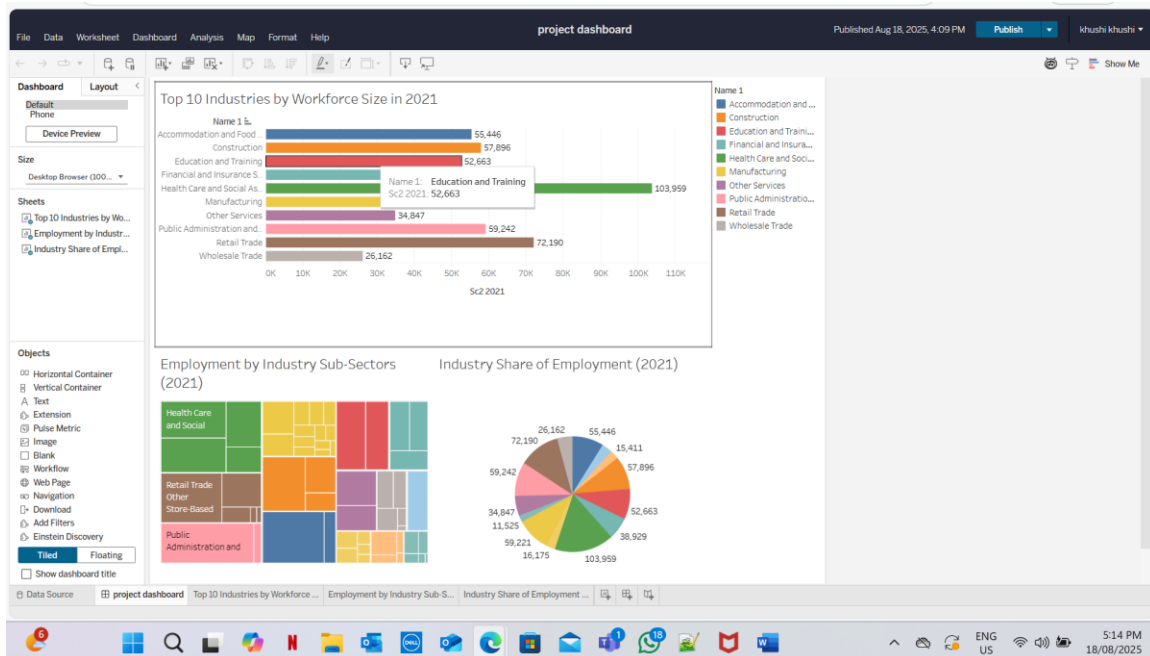 project dashboard
Published Aug 18, 2025, 4:09 PM
Publish
khushi khushi
File Data Worksheet Dashboard Analysis Map Format Help
Show Me
Dashboard Layout
Default
Phone
Device Preview
Size
Desktop Browser (100...
Sheets
Top 10 Industries by Wo...
Employment by Industr...
Industry Share of Empl...
Objects
Horizontal Container
Vertical Container
Text
Extension
Pulse Metric
Image
Blank
Workflow
Web Page
Navigation
Download
Add Filters
Einstein Discovery
Tiled Floating
Show dashboard title
Top 10 Industries by Workforce Size in 2021
Name 1
Accommodation and Food ... 55,446
Construction 57,896
Education and Training 52,663
Financial and Insurance S...
Health Care and Social As... 103,959
Manufacturing
Other Services 34,847
Public Administration and... 59,242
Retail Trade 72,190
Wholesale Trade 26,162
Name 1: Education and Training
Sc2 2021: 52,663
0K 10K 20K 30K 40K 50K 60K 70K 80K 90K 100K 110K
Sc2 2021
Name 1
Accommodation and ...
Construction
Education and Traini...
Financial and Insura...
Health Care and Soci...
Manufacturing
Other Services
Public Administratio...
Retail Trade
Wholesale Trade
Employment by Industry Sub-Sectors
(2021)
Health Care
and Social
Retail Trade
Other
Store-Based
Public
Administration and
Industry Share of Employment (2021)
26,162
55,446
72,190
15,411
57,896
59,242
52,663
34,847
11,525
38,929
59,221
16,175
103,959
Data Source project dashboard Top 10 Industries by Workforce ... Employment by Industry Sub-S... Industry Share of Employment ...
6
N
DELL
1
18
W
ENG
US
5:14 PM
18/08/2025